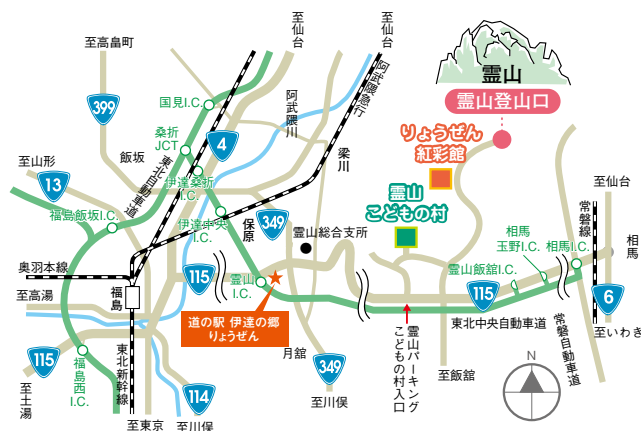 至仙台
至仙台
至高畠町
霊山
霊山登山口
国見I.C.
399
阿武隈川
阿武隈急行
りょうぜん
紅彩館
桑折
JCT
4
飯坂
東北自動車道
梁川
至山形
13
伊達桑折
I.C.
霊山
こどもの村
至仙台
福島飯坂I.C.
伊達中央
I.C.
保原
349
霊山総合支所
相馬
玉野I.C.
相馬I.C.
常磐線
相馬
奥羽本線
福島
115
霊山
I.C.
霊山飯舘I.C.
115
6
至高湯
道の駅 伊達の郷
りょうぜん
東北中央自動車道
至いわき
115
東北新幹線
月舘
349
霊山パーキング
こどもの村入口
至飯舘
常磐自動車道
N
福島西
I.C.
至土湯
114
至東京
至川俣
至川俣